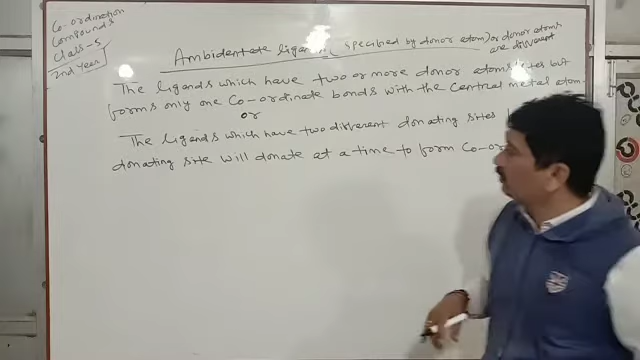 Co-ordination
Compounds
Class-5
2nd Year
Ambidentate ligan (specified by donor atom) or donor atoms
are different
The ligands which have two or more donor atoms but
forms only one Co-ordinate bonds with the Central metal atom
or
The ligands which have two different donating sites
donating site will donate at a time to form Co-or